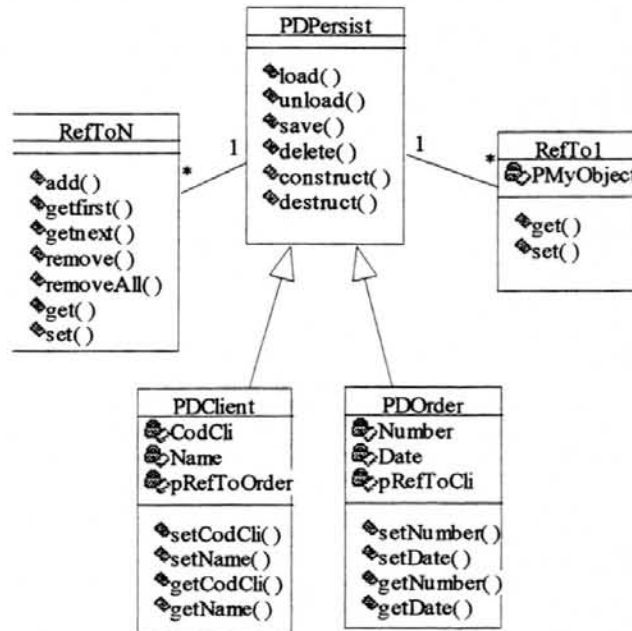 PDPersist
load( )
unload( )
save( )
delete( )
construct( )
destruct( )
RefToN
add( )
getfirst( )
getnext( )
remove( )
removeAll( )
get( )
set( )
1
*
1
*
RefTo1
PMyObject
get( )
set( )
PDClient
CodCli
Name
pRefToOrder
setCodCli( )
setName( )
getCodCli( )
getName( )
PDOrder
Number
Date
pRefToCli
setNumber( )
setDate( )
getNumber( )
getDate( )